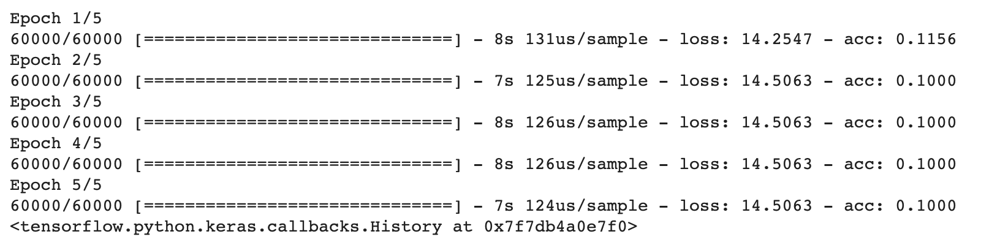 Epoch 1/5
60000/60000 [==============================] - 8s 131us/sample - loss: 14.2547 - acc: 0.1156
Epoch 2/5
60000/60000 [==============================] - 7s 125us/sample - loss: 14.5063 - acc: 0.1000
Epoch 3/5
60000/60000 [==============================] - 8s 126us/sample - loss: 14.5063 - acc: 0.1000
Epoch 4/5
60000/60000 [==============================] - 8s 126us/sample - loss: 14.5063 - acc: 0.1000
Epoch 5/5
60000/60000 [==============================] - 7s 124us/sample - loss: 14.5063 - acc: 0.1000
<tensorflow.python.keras.callbacks.History at 0x7f7db4a0e7f0>